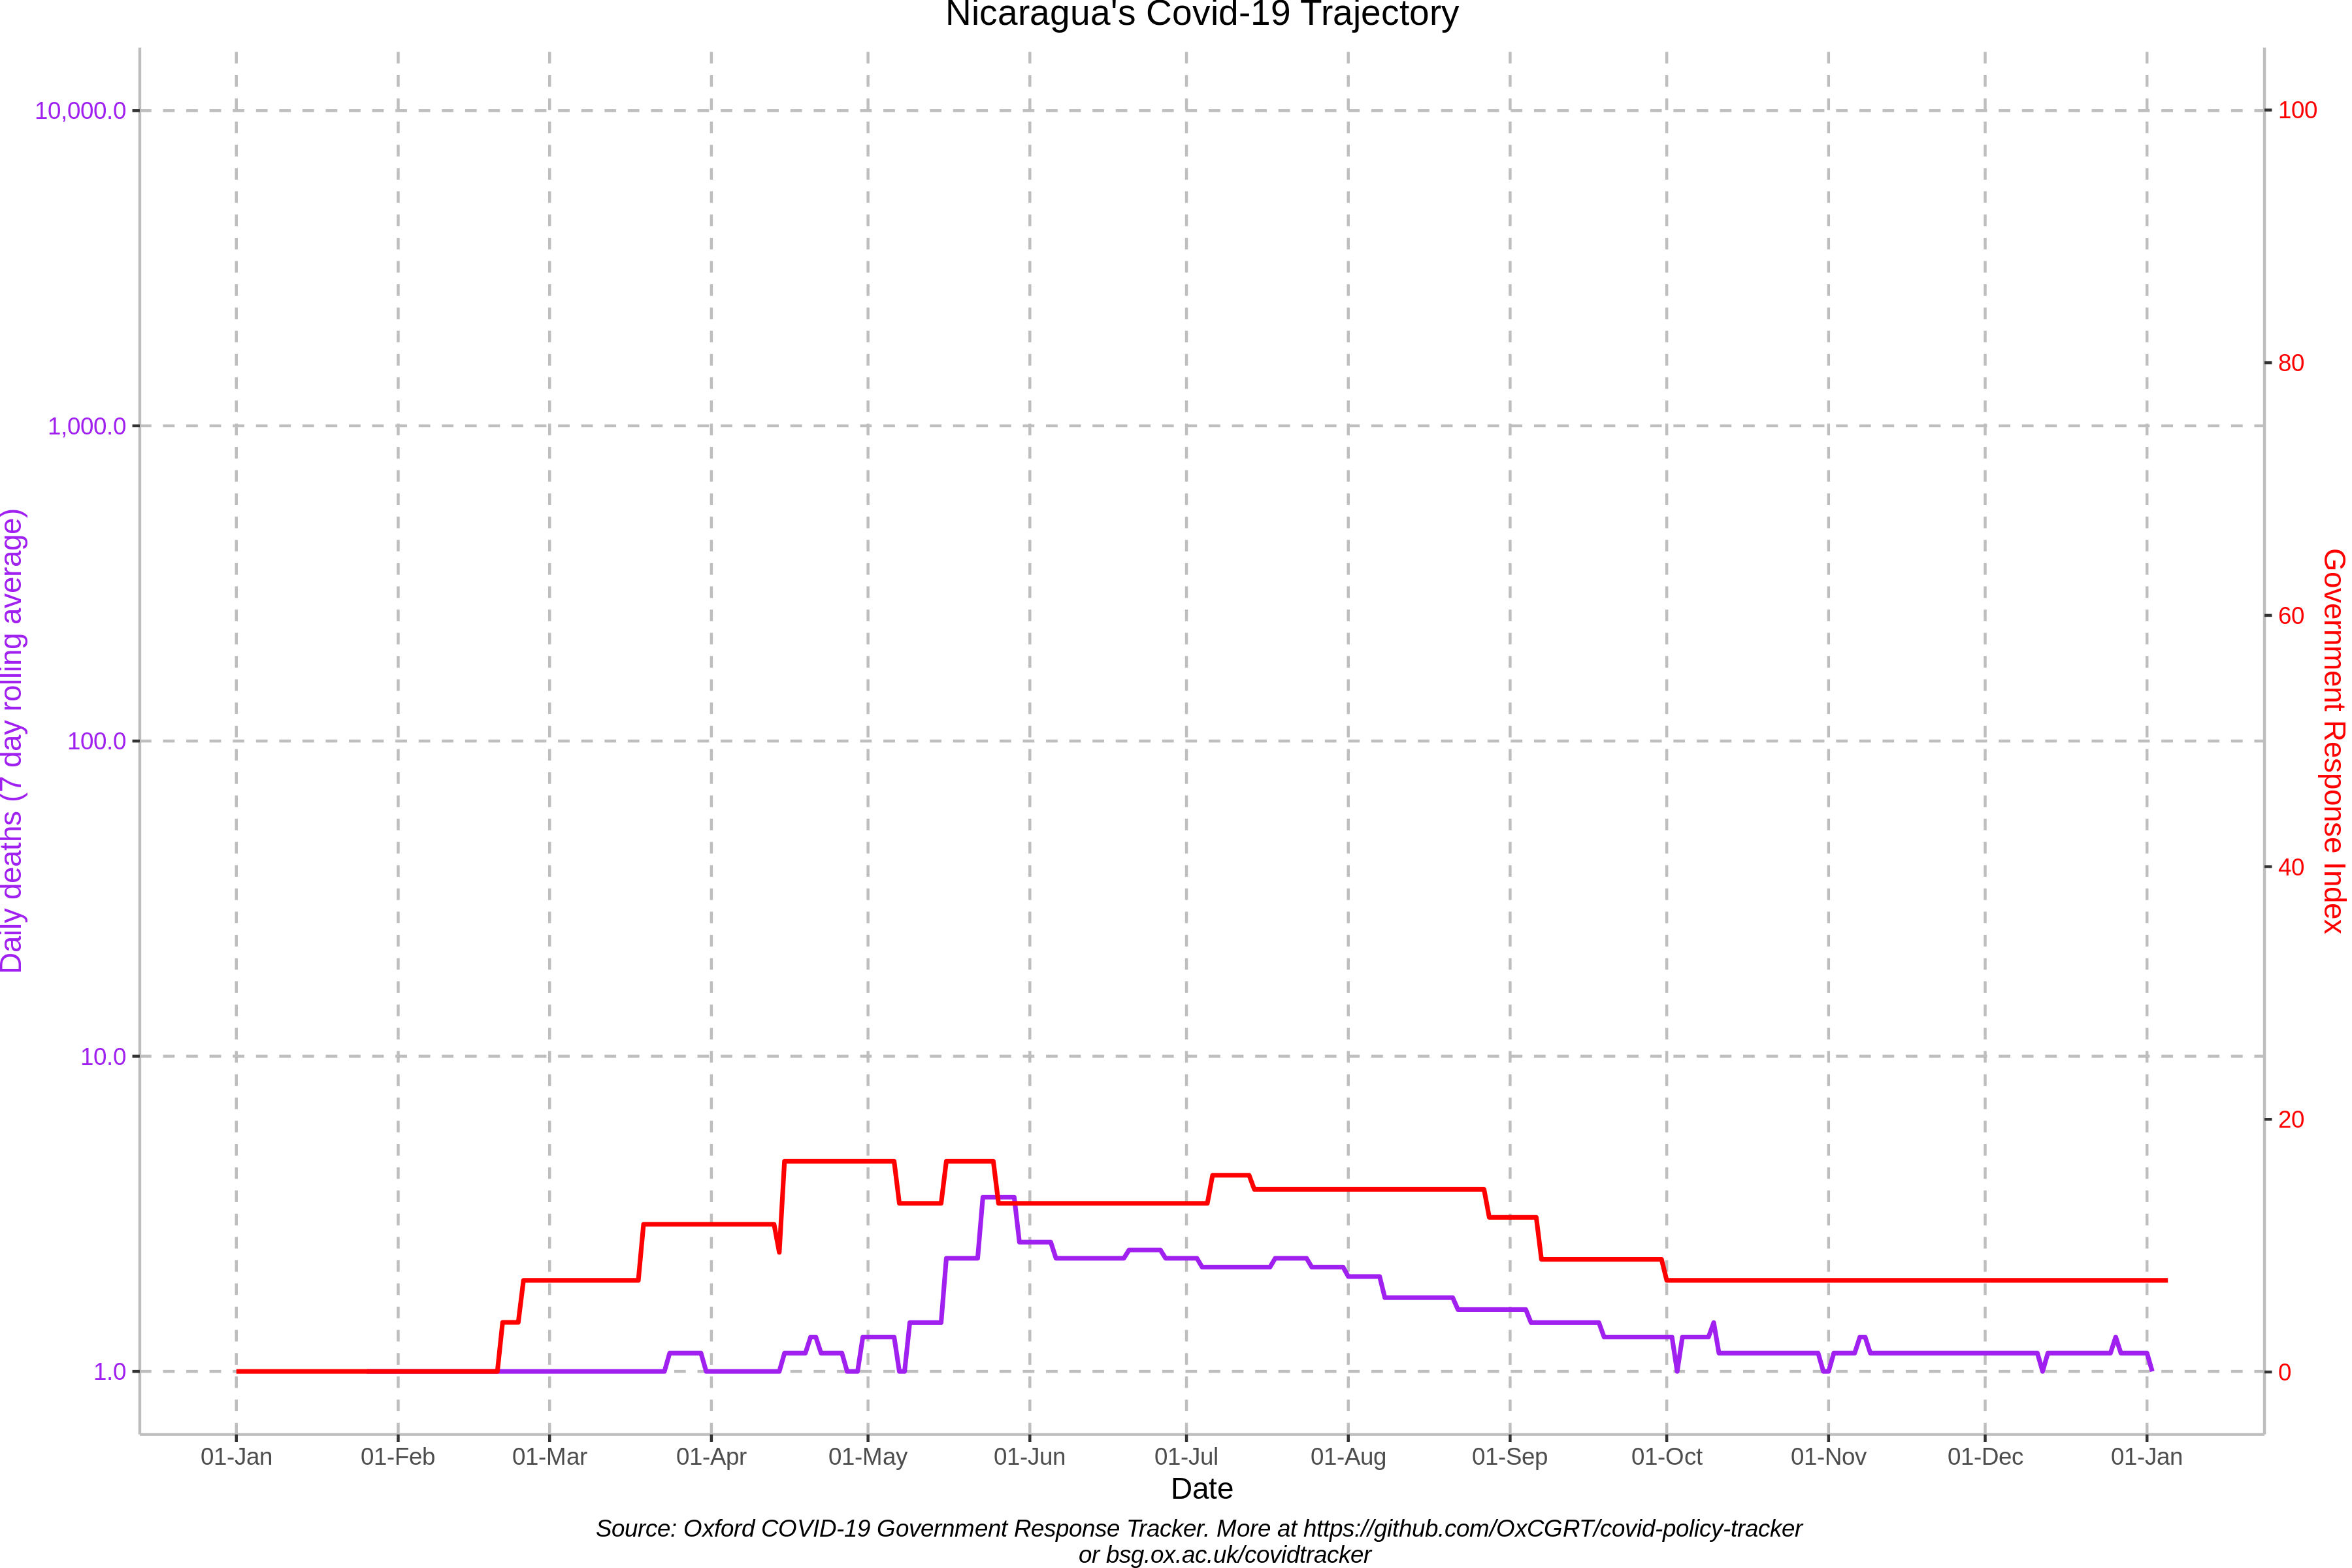 Nicaragua's Covid-19 Trajectory
10,000.0
1,000.0
100.0
10.0
1.0
Daily deaths (7 day rolling average)
100
80
60
40
20
0
Government Response Index
01-Jan 01-Feb 01-Mar 01-Apr 01-May 01-Jun 01-Jul 01-Aug 01-Sep 01-Oct 01-Nov 01-Dec 01-Jan
Date
Source: Oxford COVID-19 Government Response Tracker. More at https://github.com/OxCGRT/covid-policy-tracker
or bsg.ox.ac.uk/covidtracker